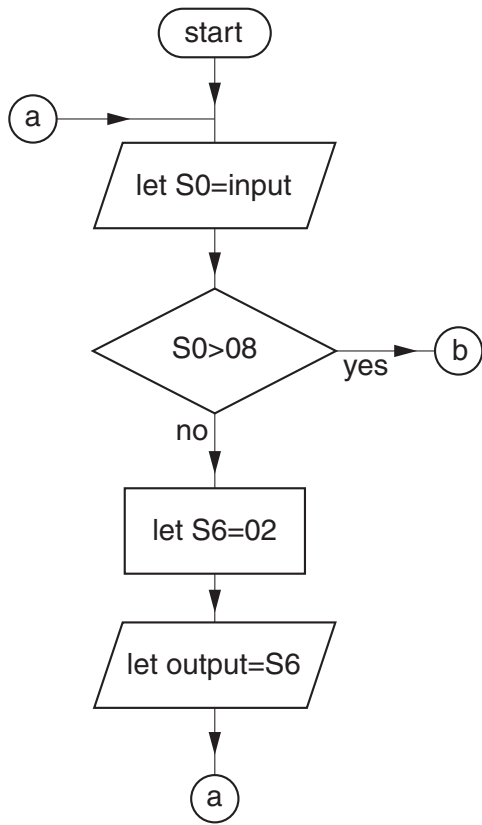 start
a
let S0=input
S0>08
yes
b
no
let S6=02
let output=S6
a